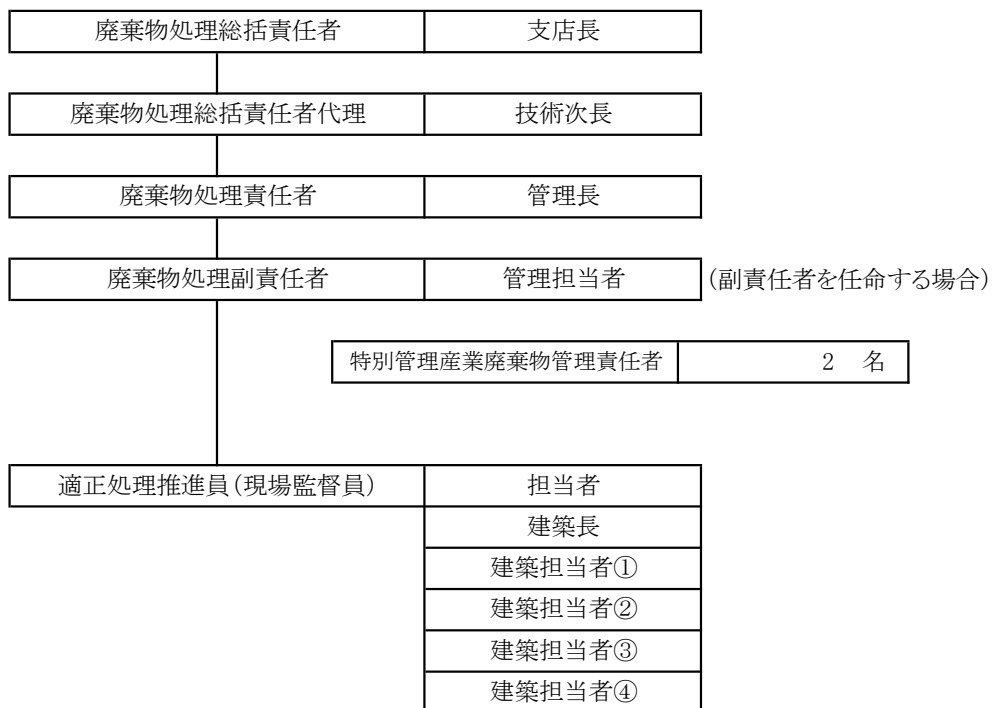 廃棄物処理総括責任者 支店長
廃棄物処理総括責任者代理 技術次長
廃棄物処理責任者 管理長
廃棄物処理副責任者 管理担当者 (副責任者を任命する場合)
特別管理産業廃棄物管理責任者 2 名
適正処理推進員(現場監督員) 担当者
建築長
建築担当者①
建築担当者②
建築担当者③
建築担当者④